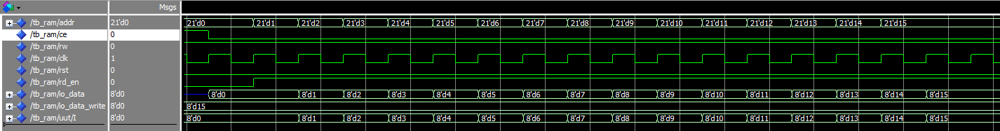 Msgs
/tb_ram/addr 21'd0 21'd0 21'd1 21'd2 21'd3 21'd4 21'd5 21'd6 21'd7 21'd8 21'd9 21'd10 21'd11 21'd12 21'd13 21'd14 21'd15
/tb_ram/ce 0
/tb_ram/rw 0
/tb_ram/clk 1
/tb_ram/rst 0
/tb_ram/rd_en 0
/tb_ram/io_data 8'd0 8'd0 8'd1 8'd2 8'd3 8'd4 8'd5 8'd6 8'd7 8'd8 8'd9 8'd10 8'd11 8'd12 8'd13 8'd14 8'd15
/tb_ram/io_data_write 8'd15 8'd15
/tb_ram/uut/I 8'd0 8'd0 8'd1 8'd2 8'd3 8'd4 8'd5 8'd6 8'd7 8'd8 8'd9 8'd10 8'd11 8'd12 8'd13 8'd14 8'd15